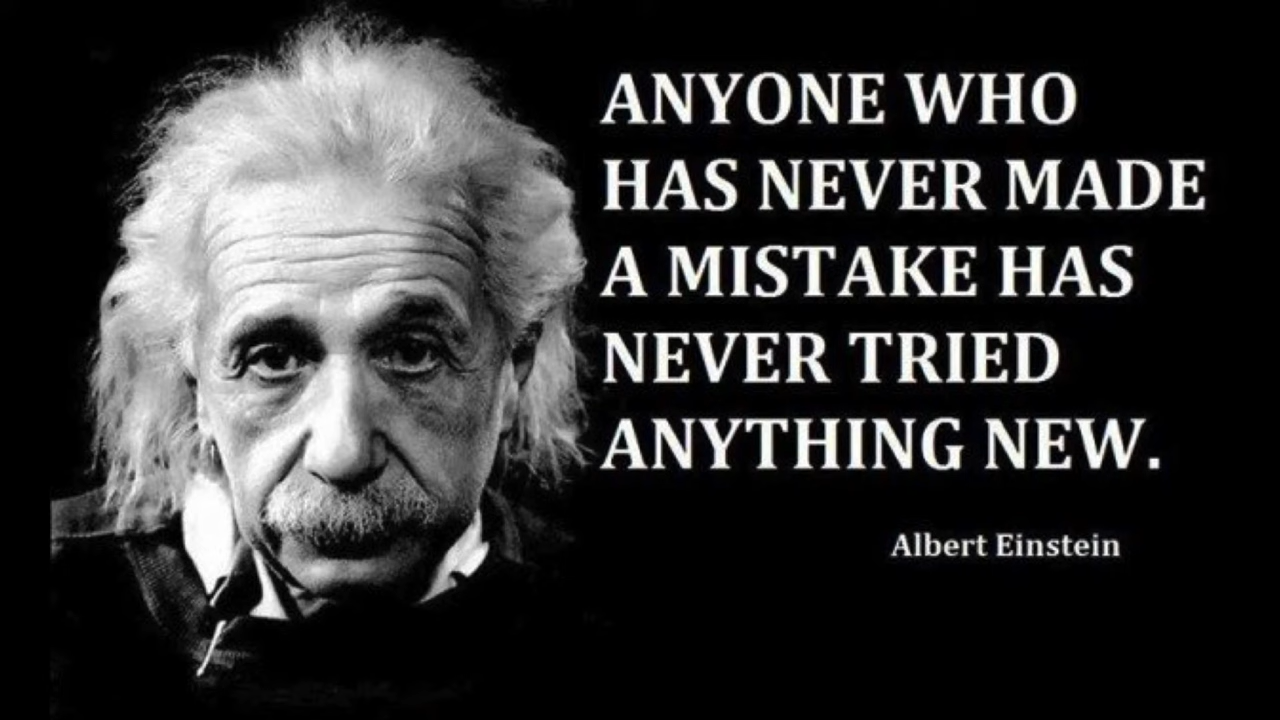 ANYONE WHO
HAS NEVER MADE
A MISTAKE HAS
NEVER TRIED
ANYTHING NEW.
Albert Einstein